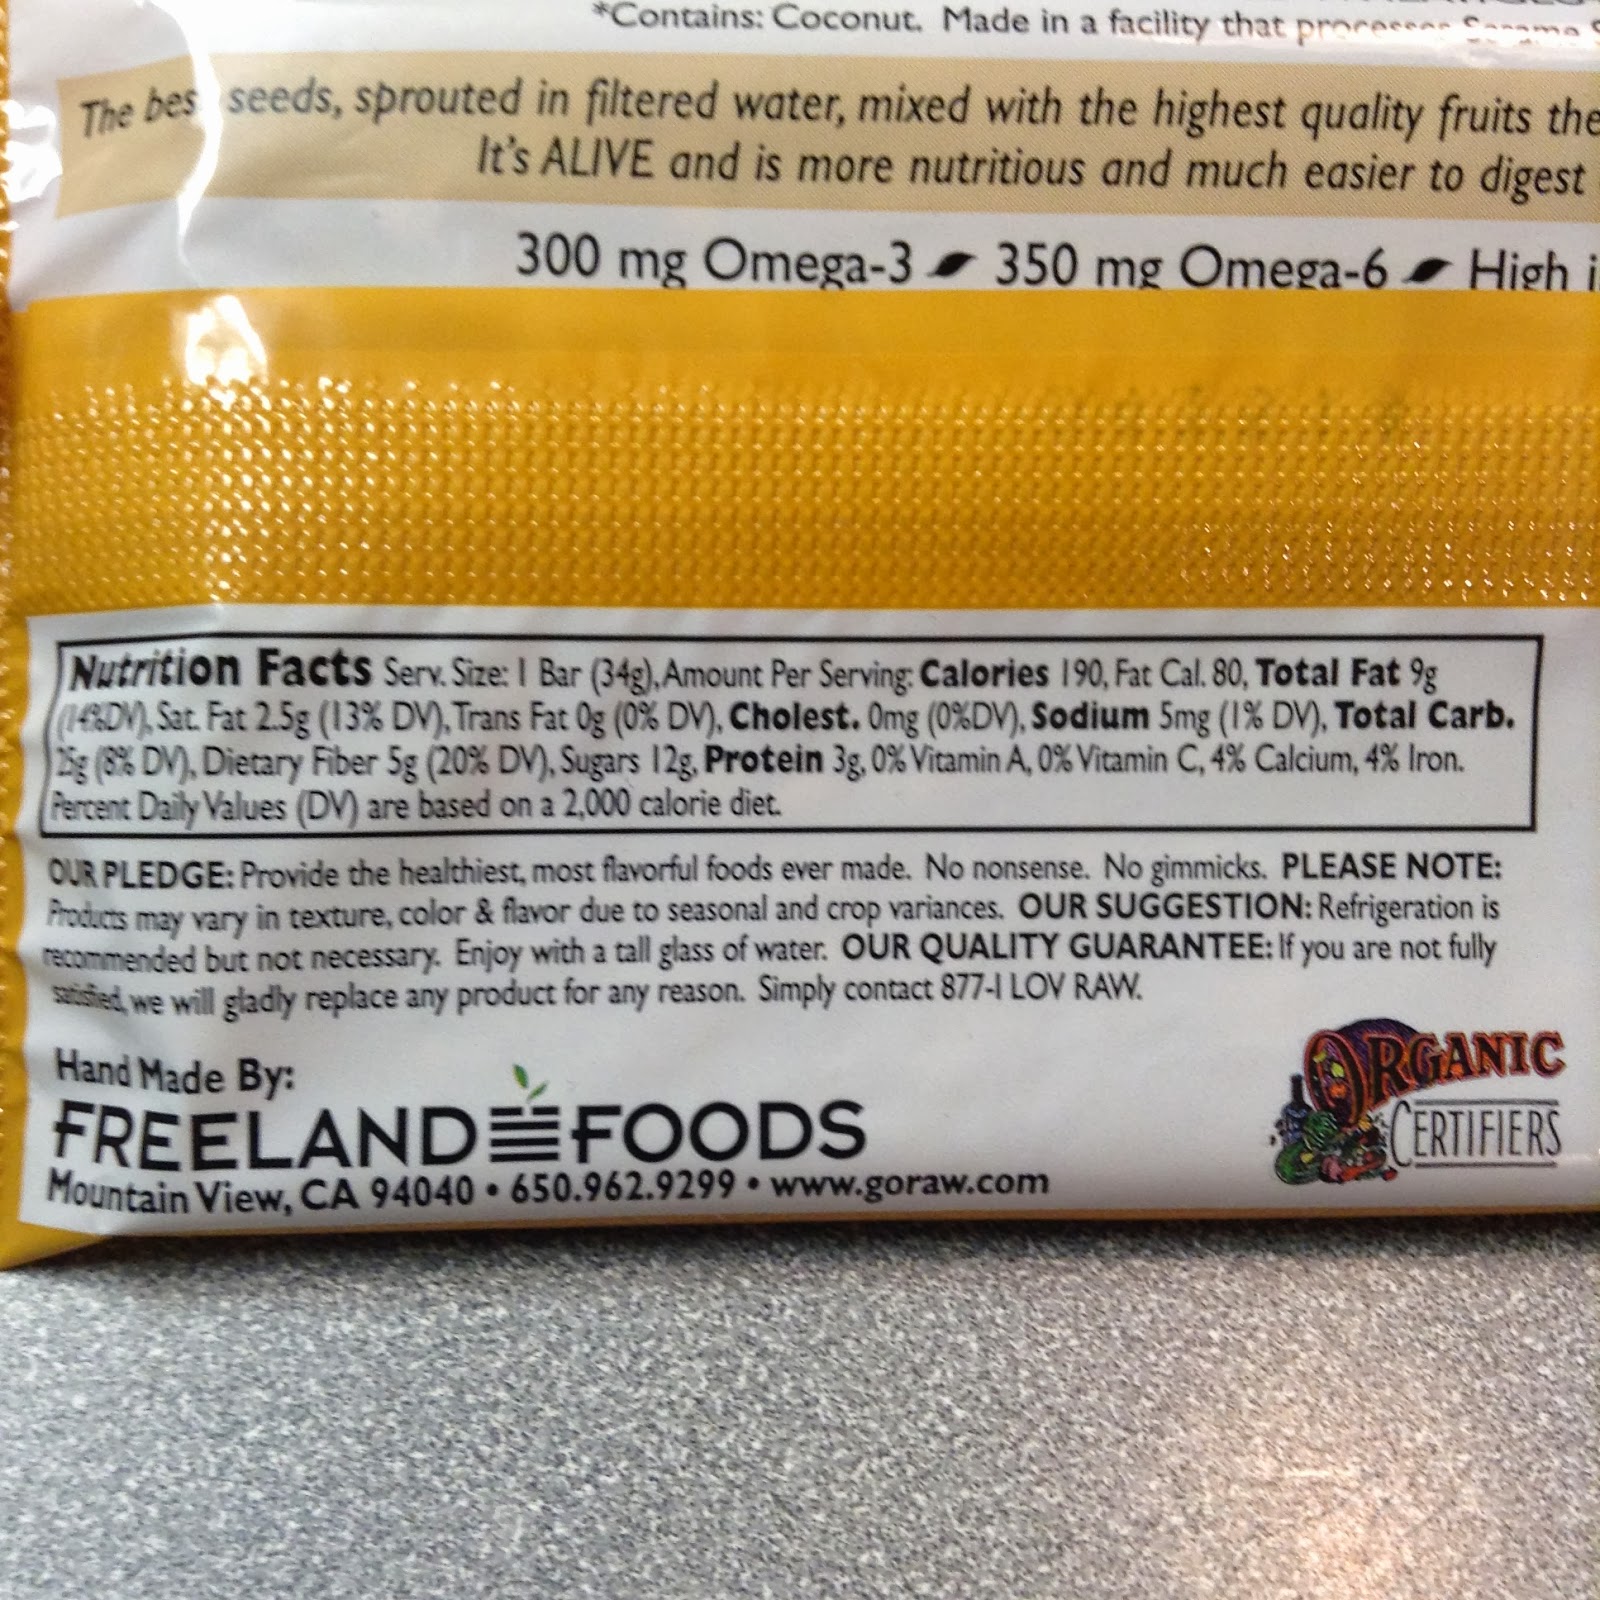 *Contains: Coconut. Made in a facility that processes Sesame
The best seeds, sprouted in filtered water, mixed with the highest quality fruits the
It's ALIVE and is more nutritious and much easier to digest
300 mg Omega-3 350 mg Omega-6 High
Nutrition Facts Serv. Size: 1 Bar (34g), Amount Per Serving: Calories 190, Fat Cal. 80, Total Fat 9g
(14%DV), Sat. Fat 2.5g (13% DV), Trans Fat 0g (0% DV), Cholest. 0mg (0%DV), Sodium 5mg (1% DV), Total Carb.
25g (8% DV), Dietary Fiber 5g (20% DV), Sugars 12g, Protein 3g, 0% Vitamin A, 0% Vitamin C, 4% Calcium, 4% Iron.
Percent Daily Values (DV) are based on a 2,000 calorie diet.
OUR PLEDGE: Provide the healthiest, most flavorful foods ever made. No nonsense. No gimmicks. PLEASE NOTE:
Products may vary in texture, color & flavor due to seasonal and crop variances. OUR SUGGESTION: Refrigeration is
recommended but not necessary. Enjoy with a tall glass of water. OUR QUALITY GUARANTEE: If you are not fully
satisfied, we will gladly replace any product for any reason. Simply contact 877-I LOV RAW.
Hand Made By:
FREELAND FOODS
Mountain View, CA 94040 • 650.962.9299 • www.goraw.com
ORGANIC
CERTIFIERS